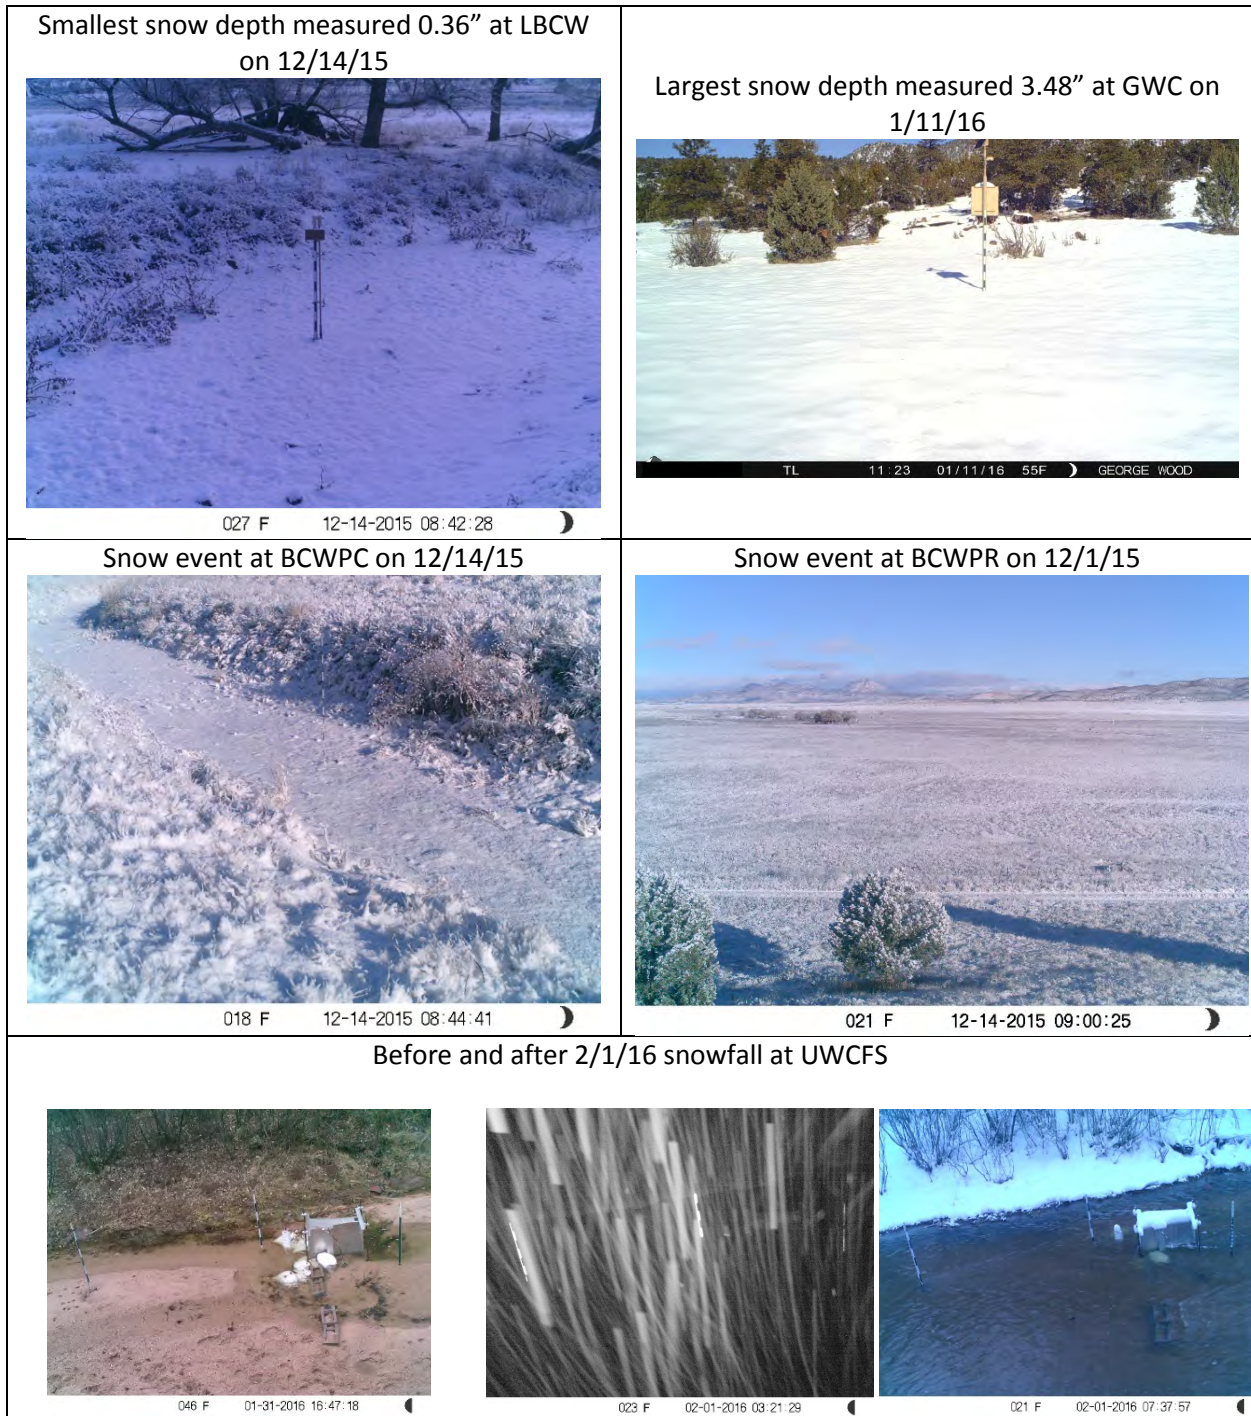 Smallest snow depth measured 0.36” at LBCW
on 12/14/15
027 F 12-14-2015 08:42:28
Largest snow depth measured 3.48” at GWC on
1/11/16
TL 11:23 01/11/16 55F GEORGE WOOD
Snow event at BCWPC on 12/14/15
018 F 12-14-2015 08:44:41
Snow event at BCWPR on 12/1/15
021 F 12-14-2015 09:00:25
Before and after 2/1/16 snowfall at UWCFS
046 F 01-31-2016 16:47:18
023 F 02-01-2016 03:21:29
021 F 02-01-2016 07:37:57